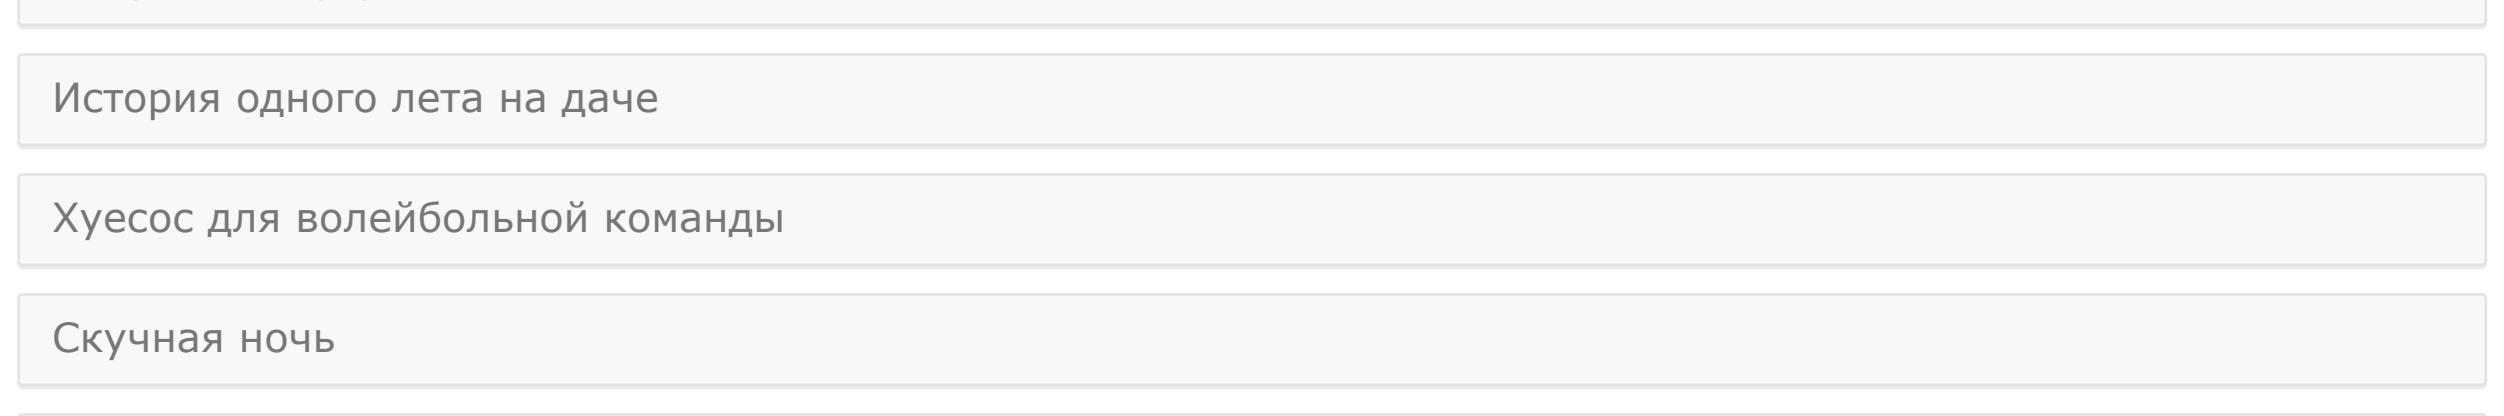 История одного лета на даче
Хуесос для волейбольной команды
Скучная ночь